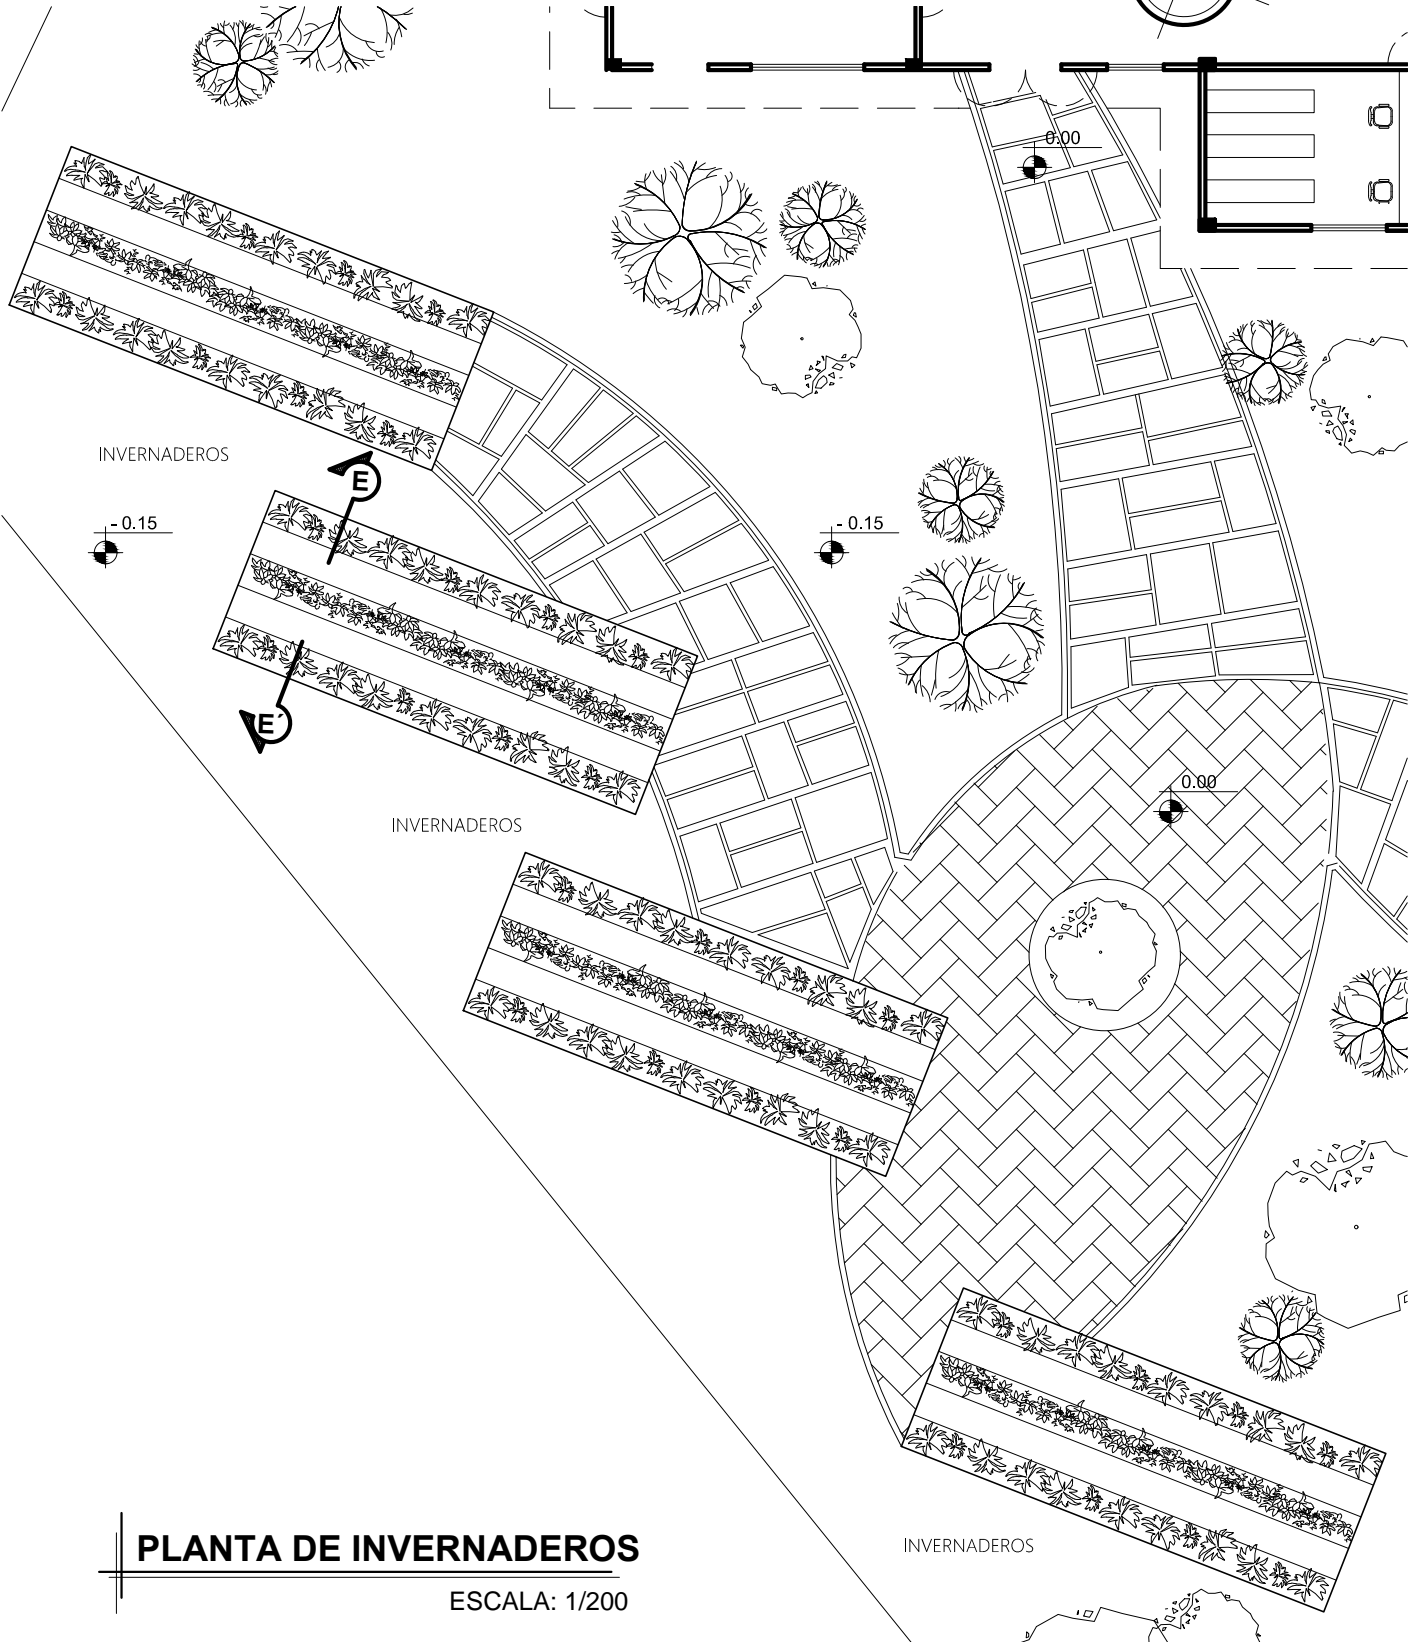 0.00
INVERNADEROS
E
- 0.15
- 0.15
E´
0.00
INVERNADEROS
INVERNADEROS
PLANTA DE INVERNADEROS
ESCALA: 1/200